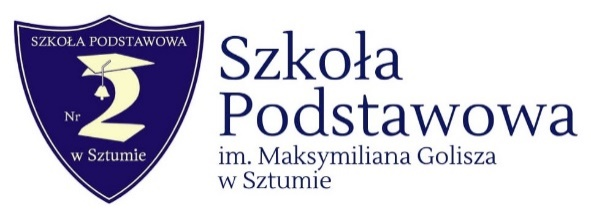 SZKOŁA PODSTAWOWA
Nr 2
w Sztumie
Szkoła
Podstawowa
im. Maksymiliana Golisza
w Sztumie